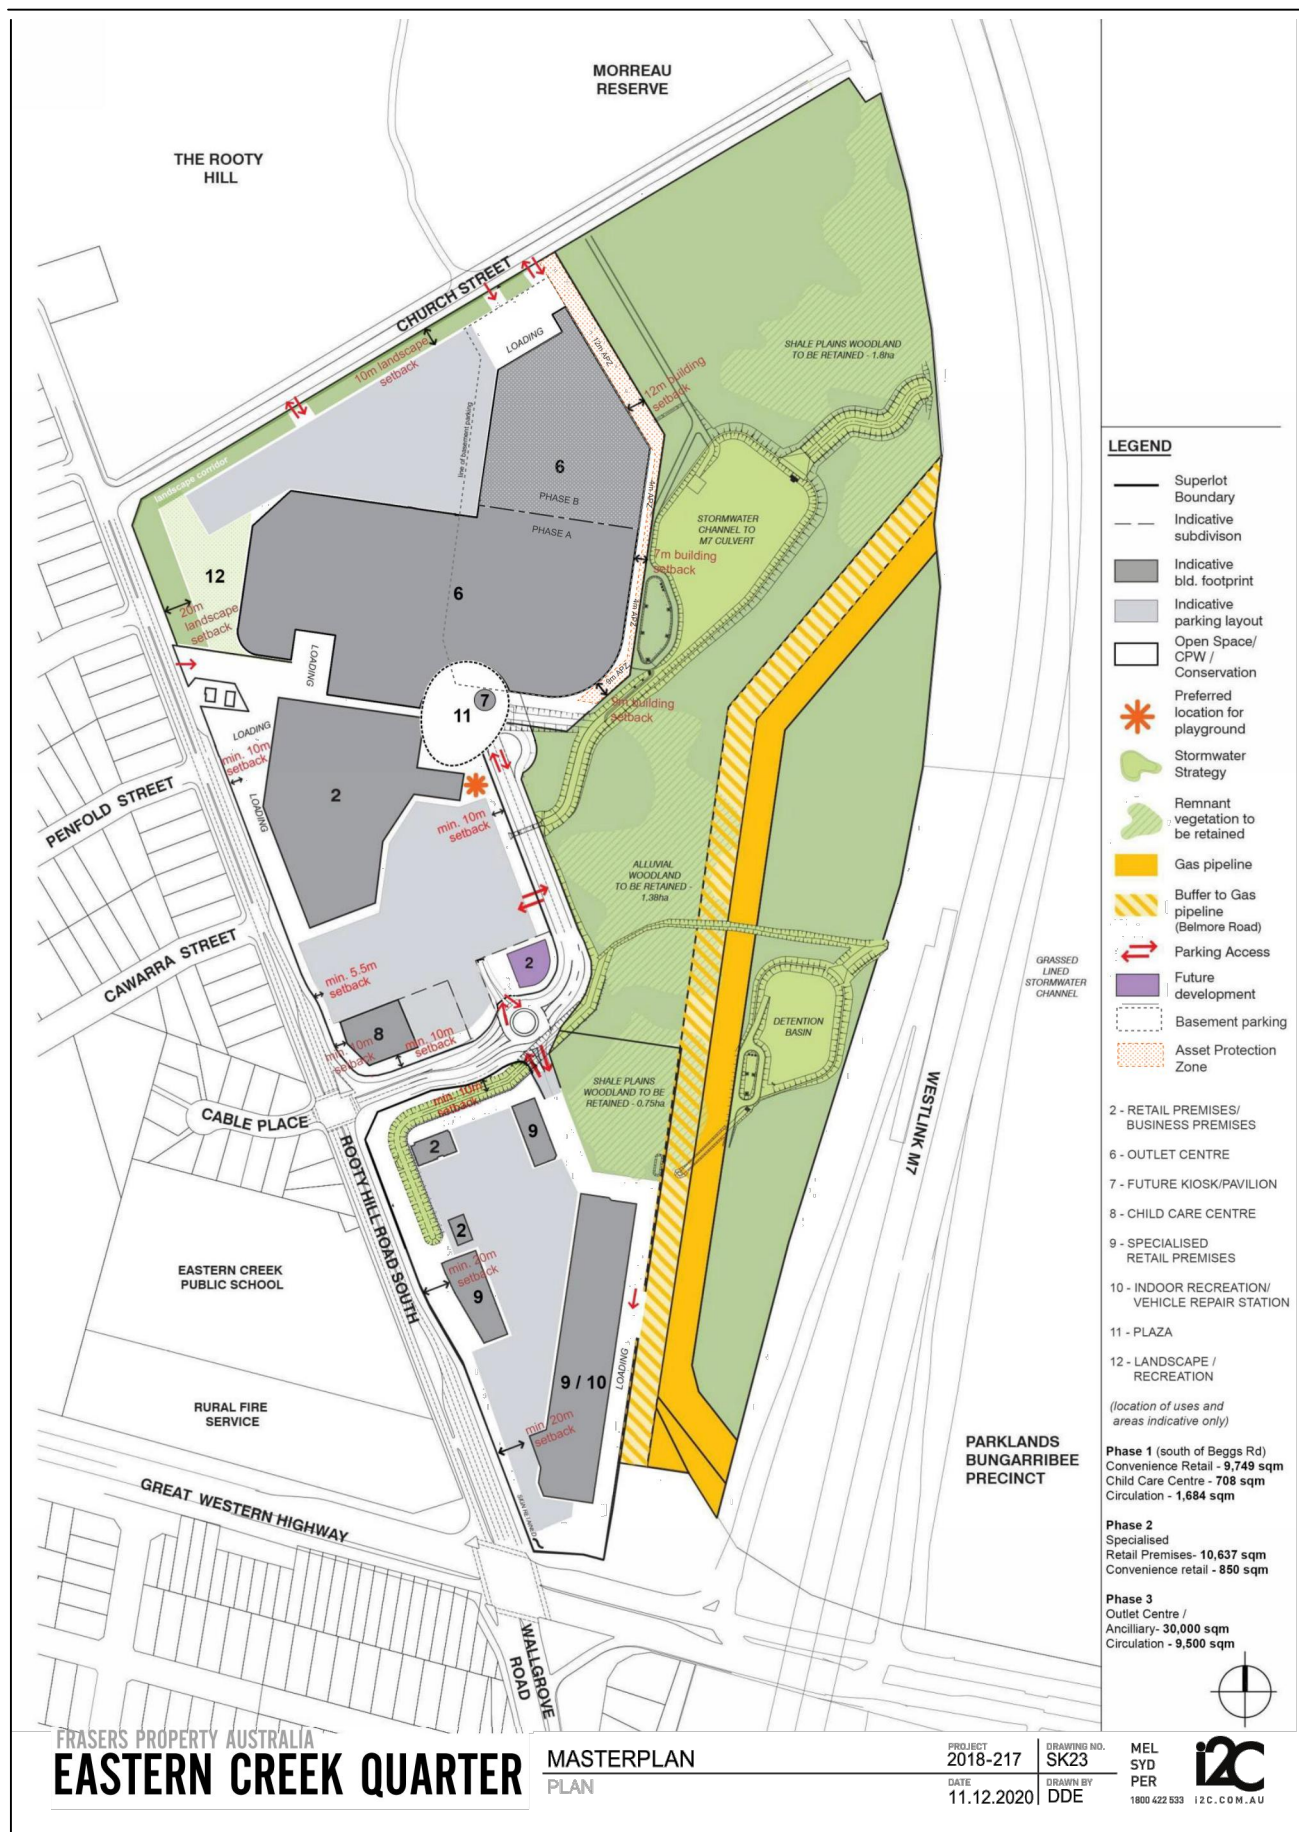 MORREAU
RESERVE
THE ROOTY
HILL
CHURCH STREET
LOADING
10m landscape
setback
12m APZ
12m building
setback
SHALE PLAINS WOODLAND
TO BE RETAINED - 1.8ha
line of basement parking
landscape corridor
6
PHASE B
PHASE A
4m APZ
STORMWATER
CHANNEL TO
M7 CULVERT
7m building
setback
12
20m
landscape
setback
6
4m APZ
LOADING
9m APZ
9m building
setback
7
11
LOADING
min. 10m
setback
LOADING
2
PENFOLD STREET
min. 10m
setback
ALLUVIAL
WOODLAND
TO BE RETAINED -
1.38ha
CAWARRA STREET
min. 5.5m
setback
2
GRASSED
LINED
STORMWATER
CHANNEL
8
min. 10m
setback
min. 10m
setback
DETENTION
BASIN
SHALE PLAINS
WOODLAND TO BE
RETAINED - 0.75ha
min. 10m
setback
CABLE PLACE
WESTLINK M7
9
2
ROOTY HILL ROAD SOUTH
2
EASTERN CREEK
PUBLIC SCHOOL
min. 20m
setback
9
9 / 10
LOADING
RURAL FIRE
SERVICE
min. 20m
setback
PARKLANDS
BUNGARRIBEE
PRECINCT
GREAT WESTERN HIGHWAY
WALLGROVE
ROAD
LEGEND
Superlot
Boundary
Indicative
subdivison
Indicative
bld. footprint
Indicative
parking layout
Open Space/
CPW /
Conservation
Preferred
location for
playground
Stormwater
Strategy
Remnant
vegetation to
be retained
Gas pipeline
Buffer to Gas
pipeline
(Belmore Road)
Parking Access
Future
development
Basement parking
Asset Protection
Zone
2 - RETAIL PREMISES/
BUSINESS PREMISES
6 - OUTLET CENTRE
7 - FUTURE KIOSK/PAVILION
8 - CHILD CARE CENTRE
9 - SPECIALISED
RETAIL PREMISES
10 - INDOOR RECREATION/
VEHICLE REPAIR STATION
11 - PLAZA
12 - LANDSCAPE /
RECREATION
(location of uses and
areas indicative only)
Phase 1 (south of Beggs Rd)
Convenience Retail - 9,749 sqm
Child Care Centre - 708 sqm
Circulation - 1,684 sqm
Phase 2
Specialised
Retail Premises- 10,637 sqm
Convenience retail - 850 sqm
Phase 3
Outlet Centre /
Ancilliary- 30,000 sqm
Circulation - 9,500 sqm
FRASERS PROPERTY AUSTRALIA
EASTERN CREEK QUARTER
MASTERPLAN
PLAN
PROJECT
2018-217
DRAWING NO.
SK23
DATE
11.12.2020
DRAWN BY
DDE
MEL
SYD
PER
1800 422 533
i2C
i2C.COM.AU